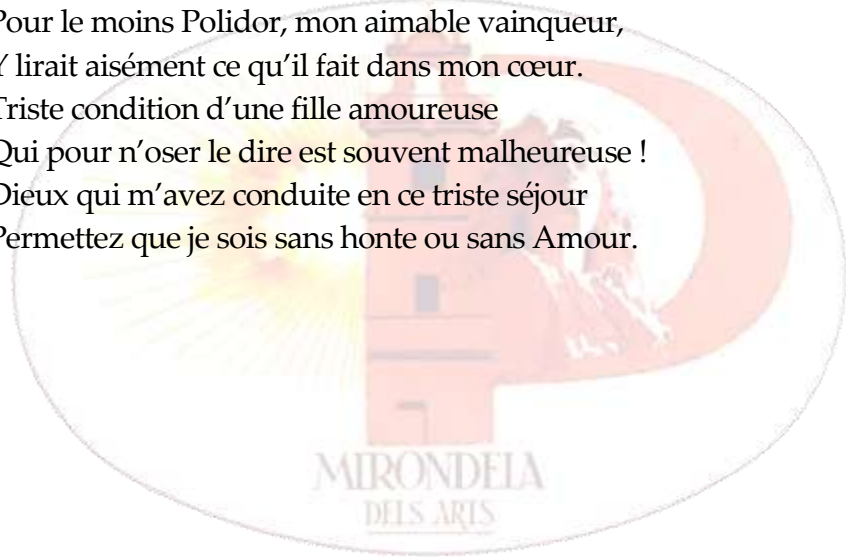 Pour le moins Polidor, mon aimable vainqueur,
Y lirait aisément ce qu'il fait dans mon cœur.
Triste condition d'une fille amoureuse
Qui pour n'oser le dire est souvent malheureuse !
Dieux qui m'avez conduite en ce triste séjour
Permettez que je sois sans honte ou sans Amour.
MIRONDELA
DELS ARTS